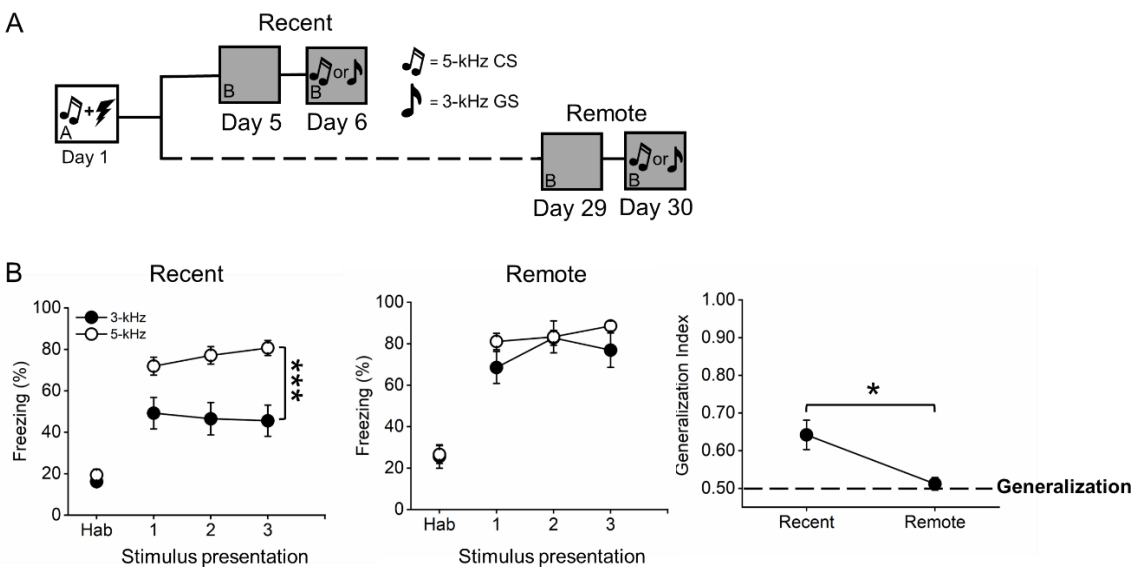 A
Recent
+
A
Day 1
B
or
B
Day 5
Day 6
= 5-kHz CS
= 3-kHz GS
Remote
B
or
B
Day 29
Day 30
B
Recent
100
80
60
40
20
0
3-kHz
5-kHz
***
Freezing (%)
Hab
1
2
3
Stimulus presentation
Remote
100
80
60
40
20
0
Freezing (%)
Hab
1
2
3
Stimulus presentation
1.00
0.90
0.80
0.70
0.60
0.50
Generalization Index
*
Generalization
Recent
Remote